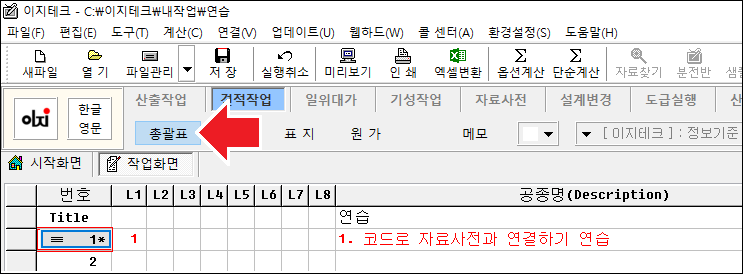 이지테크 - C:₩이지테크₩내작업₩연습
파일(F) 편집(E) 도구(T) 계산(C) 연결(V) 업데이트(U) 웹하드(W) 콜 센터(A) 환경설정(S) 도움말(H)
새파일 열 기 파일관리 저 장 실행취소 미리보기 인 쇄 엑셀변환 옵션계산 단순계산 자료찾기 분전반 샘플
산출작업 견적작업 일위대가 기성작업 자료사전 설계변경 도급실행 산
이지 한글
영문
총괄표 표 지 원 가 메모 [ 이지테크 ] : 정보기준
시작화면 작업화면
번호 L1 L2 L3 L4 L5 L6 L7 L8 공종명(Description)
Title 연습
1* 1 1. 코드로 자료사전과 연결하기 연습
2